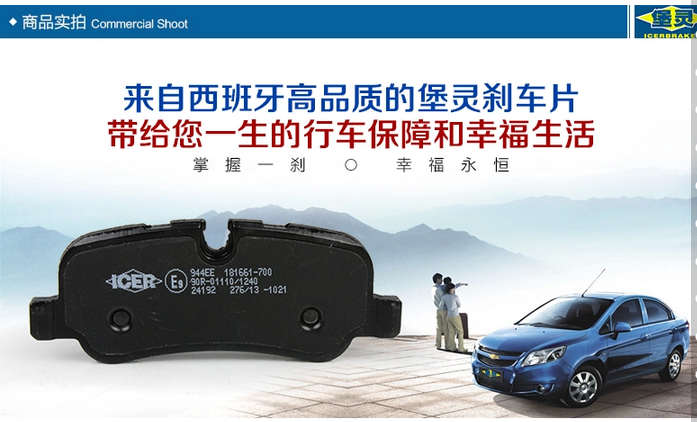 商品实拍 Commercial Shoot
堡灵
ICERBRAKE
来自西班牙高品质的堡灵刹车片
带给您一生的行车保障和幸福生活
掌握一刹 ○ 幸福永恒
ICER E9 944EE 181661-700
90R-01110/1240
24192 276/13 -1021